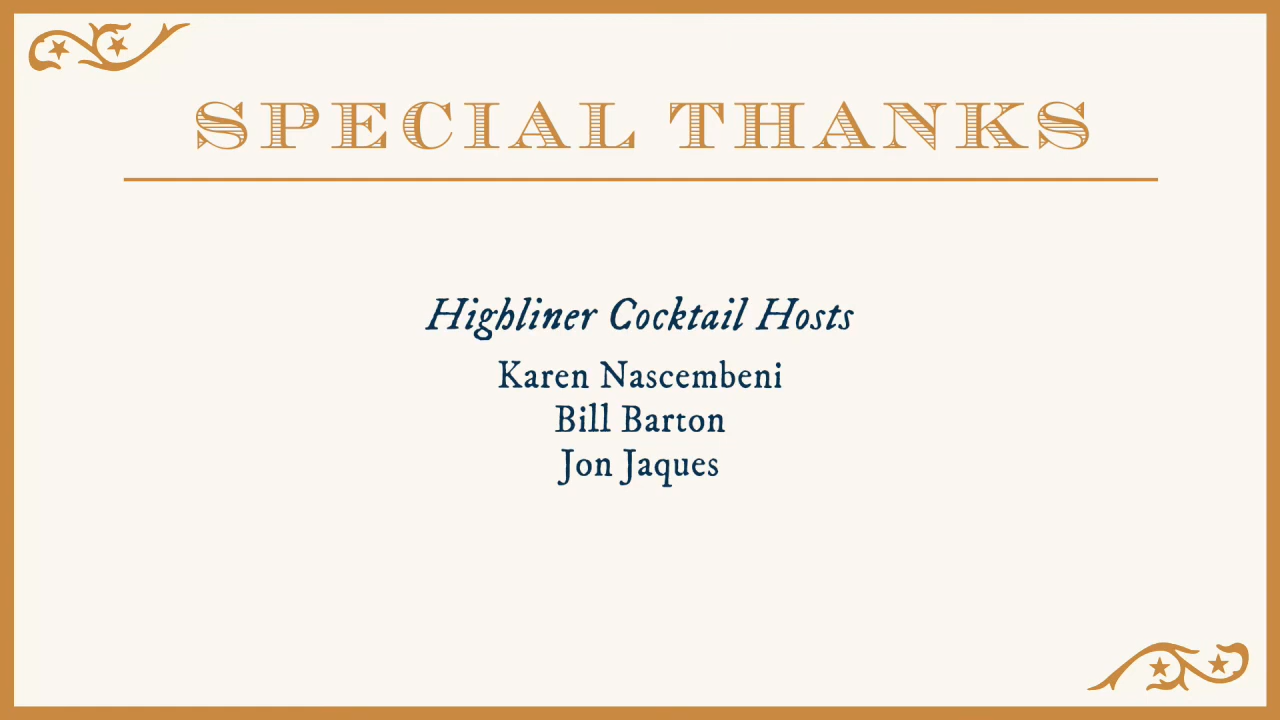 SPECIAL THANKS
Highliner Cocktail Hosts
Karen Nascembeni
Bill Barton
Jon Jaques